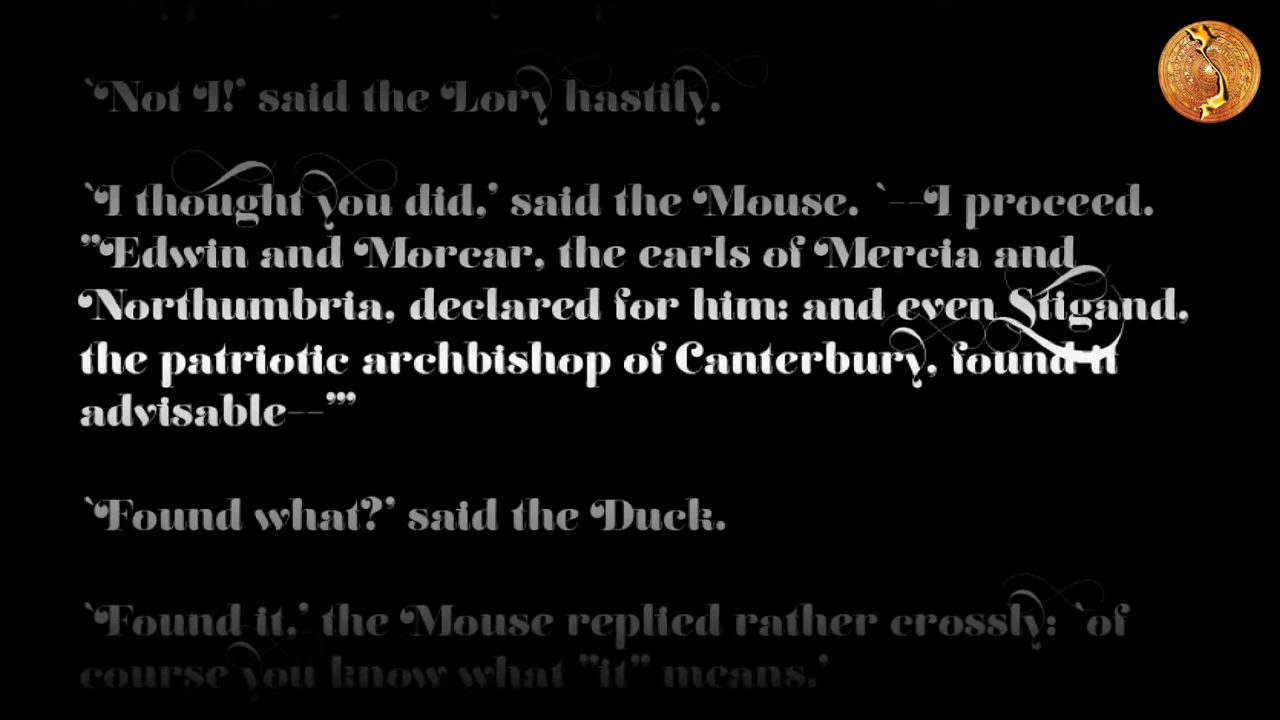 `Not I!' said the Lory hastily.
`I thought you did,' said the Mouse. `--I proceed.
"Edwin and Morcar, the earls of Mercia and
Northumbria, declared for him: and even Stigand,
the patriotic archbishop of Canterbury, found it
advisable--"'
`Found what?' said the Duck.
`Found it,' the Mouse replied rather crossly: `of
course you know what "it" means.'